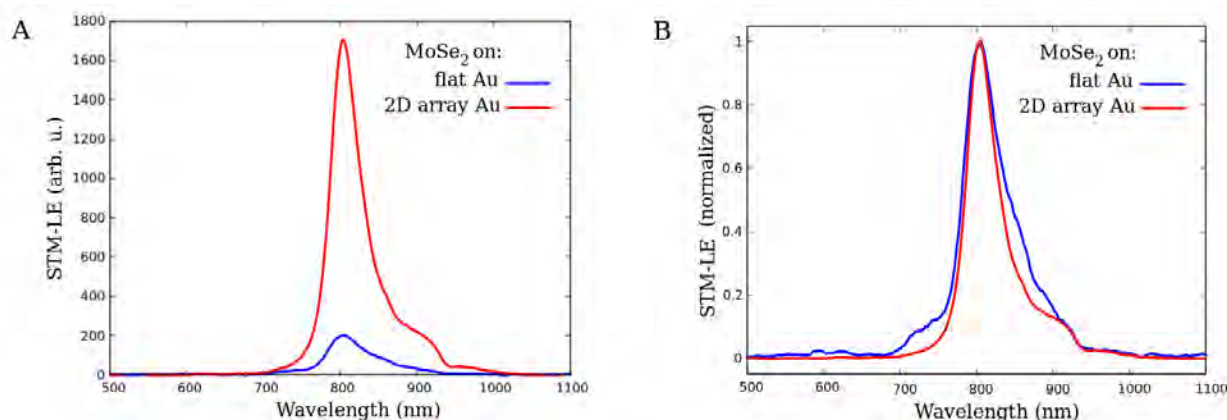 A
STM-LE (arb. u.)
1800
1600
1400
1200
1000
800
600
400
200
0
MoSe2 on:
flat Au
2D array Au
500 600 700 800 900 1000 1100
Wavelength (nm)
B
STM-LE (normalized)
1
0.8
0.6
0.4
0.2
0
MoSe2 on:
flat Au
2D array Au
500 600 700 800 900 1000 1100
Wavelength (nm)